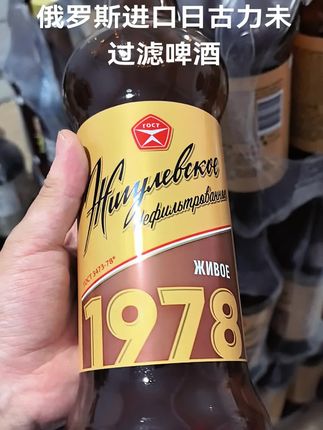 俄罗斯进口日古力未
过滤啤酒
ГОСТ
Жигулевское
Нефильтрованное
ГОСТ 3473-78*
ЖИВОЕ
1978